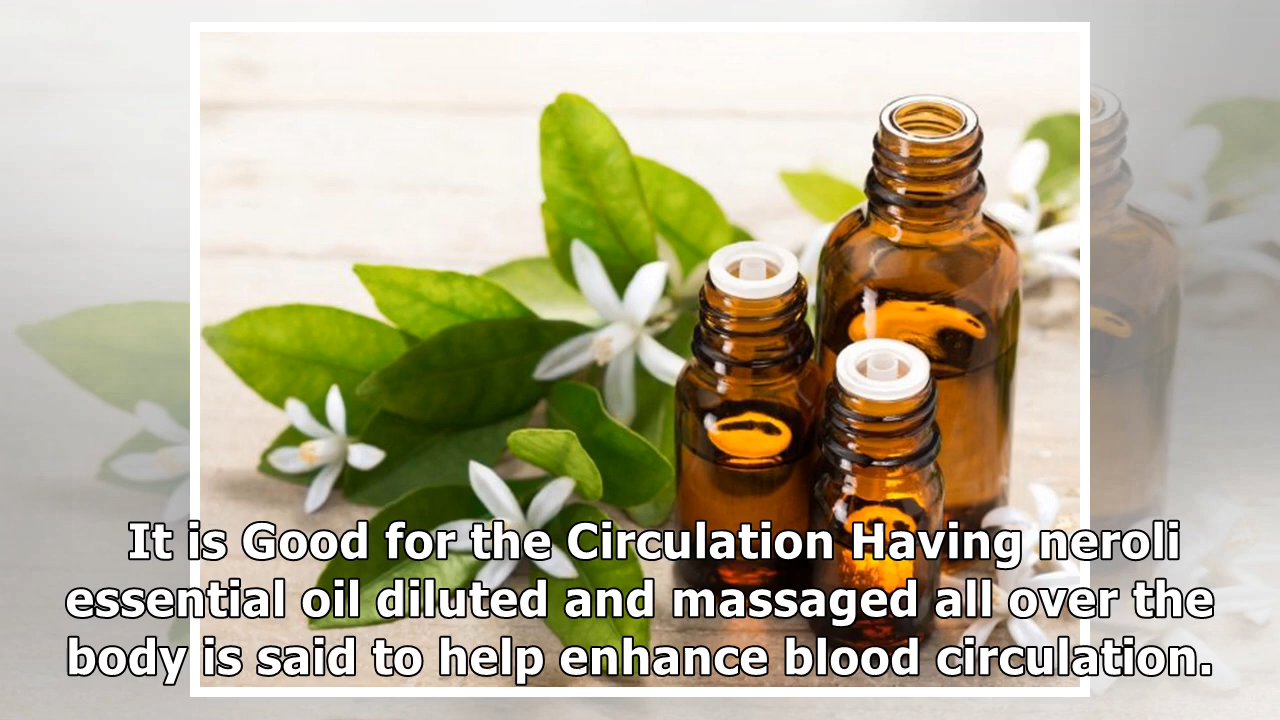 It is Good for the Circulation Having neroli
essential oil diluted and massaged all over the
body is said to help enhance blood circulation.